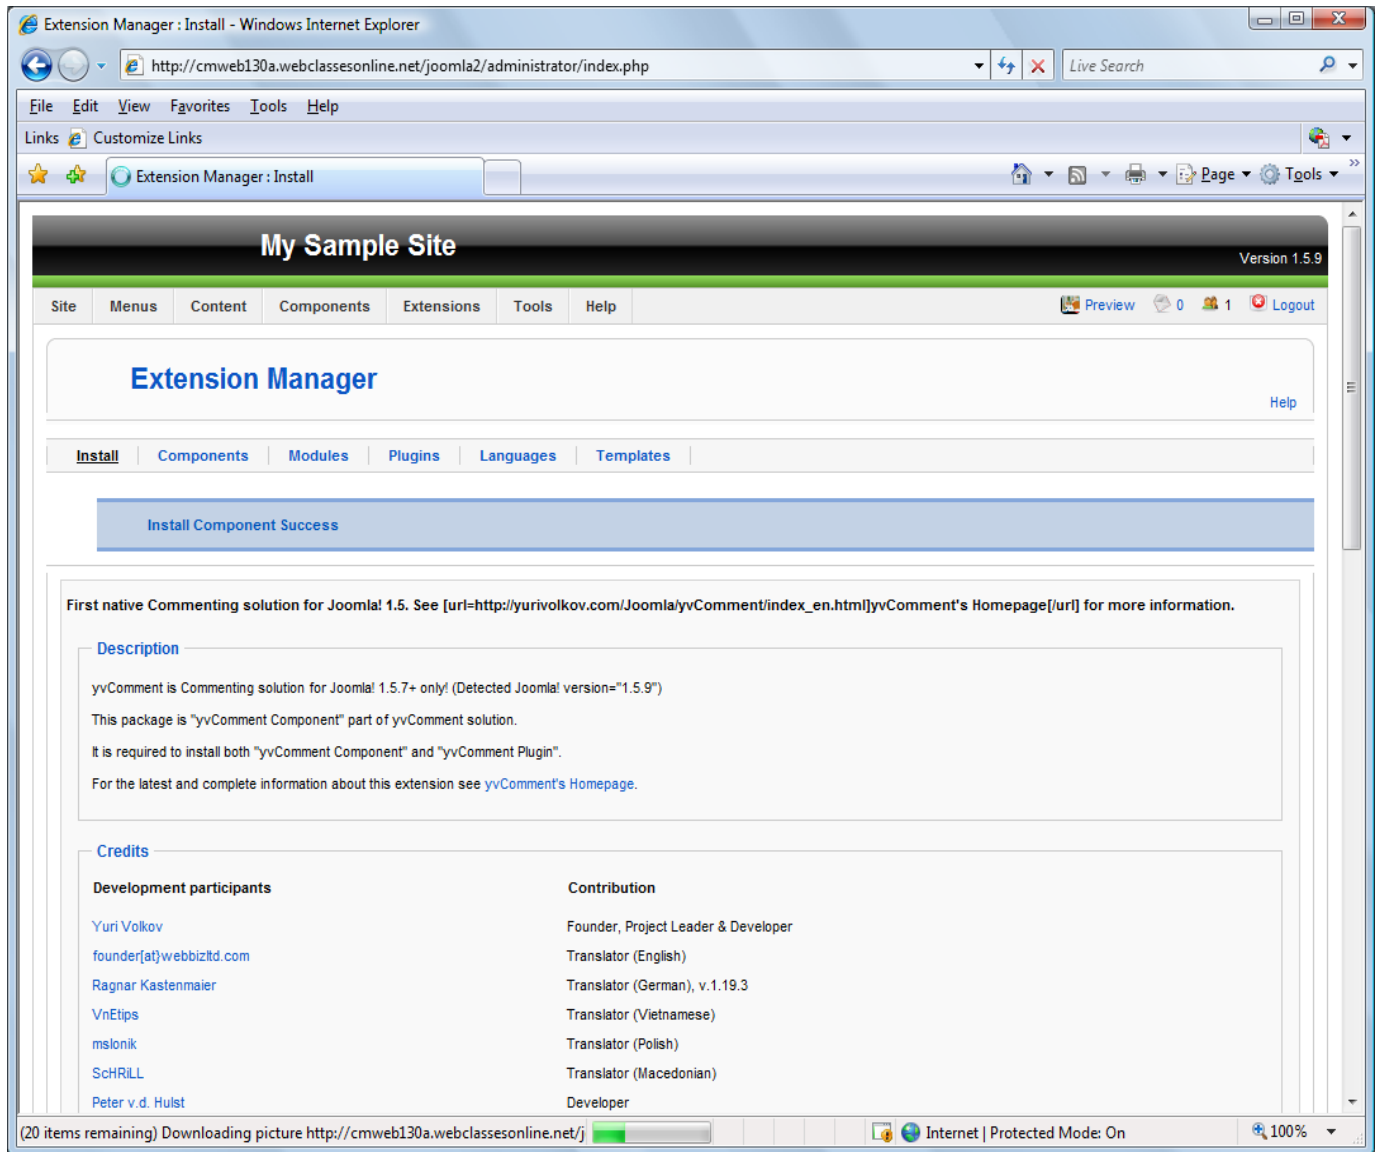 Extension Manager : Install - Windows Internet Explorer
http://cmweb130a.webclassesonline.net/joomla2/administrator/index.php
Live Search
File Edit View Favorites Tools Help
Links Customize Links
Extension Manager : Install
Page Tools
My Sample Site
Version 1.5.9
Site Menus Content Components Extensions Tools Help
Preview 0 1 Logout
Extension Manager
Help
Install Components Modules Plugins Languages Templates
Install Component Success
First native Commenting solution for Joomla! 1.5. See [url=http://yurivolkov.com/Joomla/yvComment/index_en.html]yvComment's Homepage[/url] for more information.
Description
yvComment is Commenting solution for Joomla! 1.5.7+ only! (Detected Joomla! version="1.5.9")
This package is "yvComment Component" part of yvComment solution.
It is required to install both "yvComment Component" and "yvComment Plugin".
For the latest and complete information about this extension see yvComment's Homepage.
Credits
Development participants Contribution
Yuri Volkov Founder, Project Leader & Developer
founder[at}webbizltd.com Translator (English)
Ragnar Kastenmaier Translator (German), v.1.19.3
VnEtips Translator (Vietnamese)
mslonik Translator (Polish)
ScHRiLL Translator (Macedonian)
Peter v.d. Hulst Developer
(20 items remaining) Downloading picture http://cmweb130a.webclassesonline.net/j
Internet | Protected Mode: On
100%